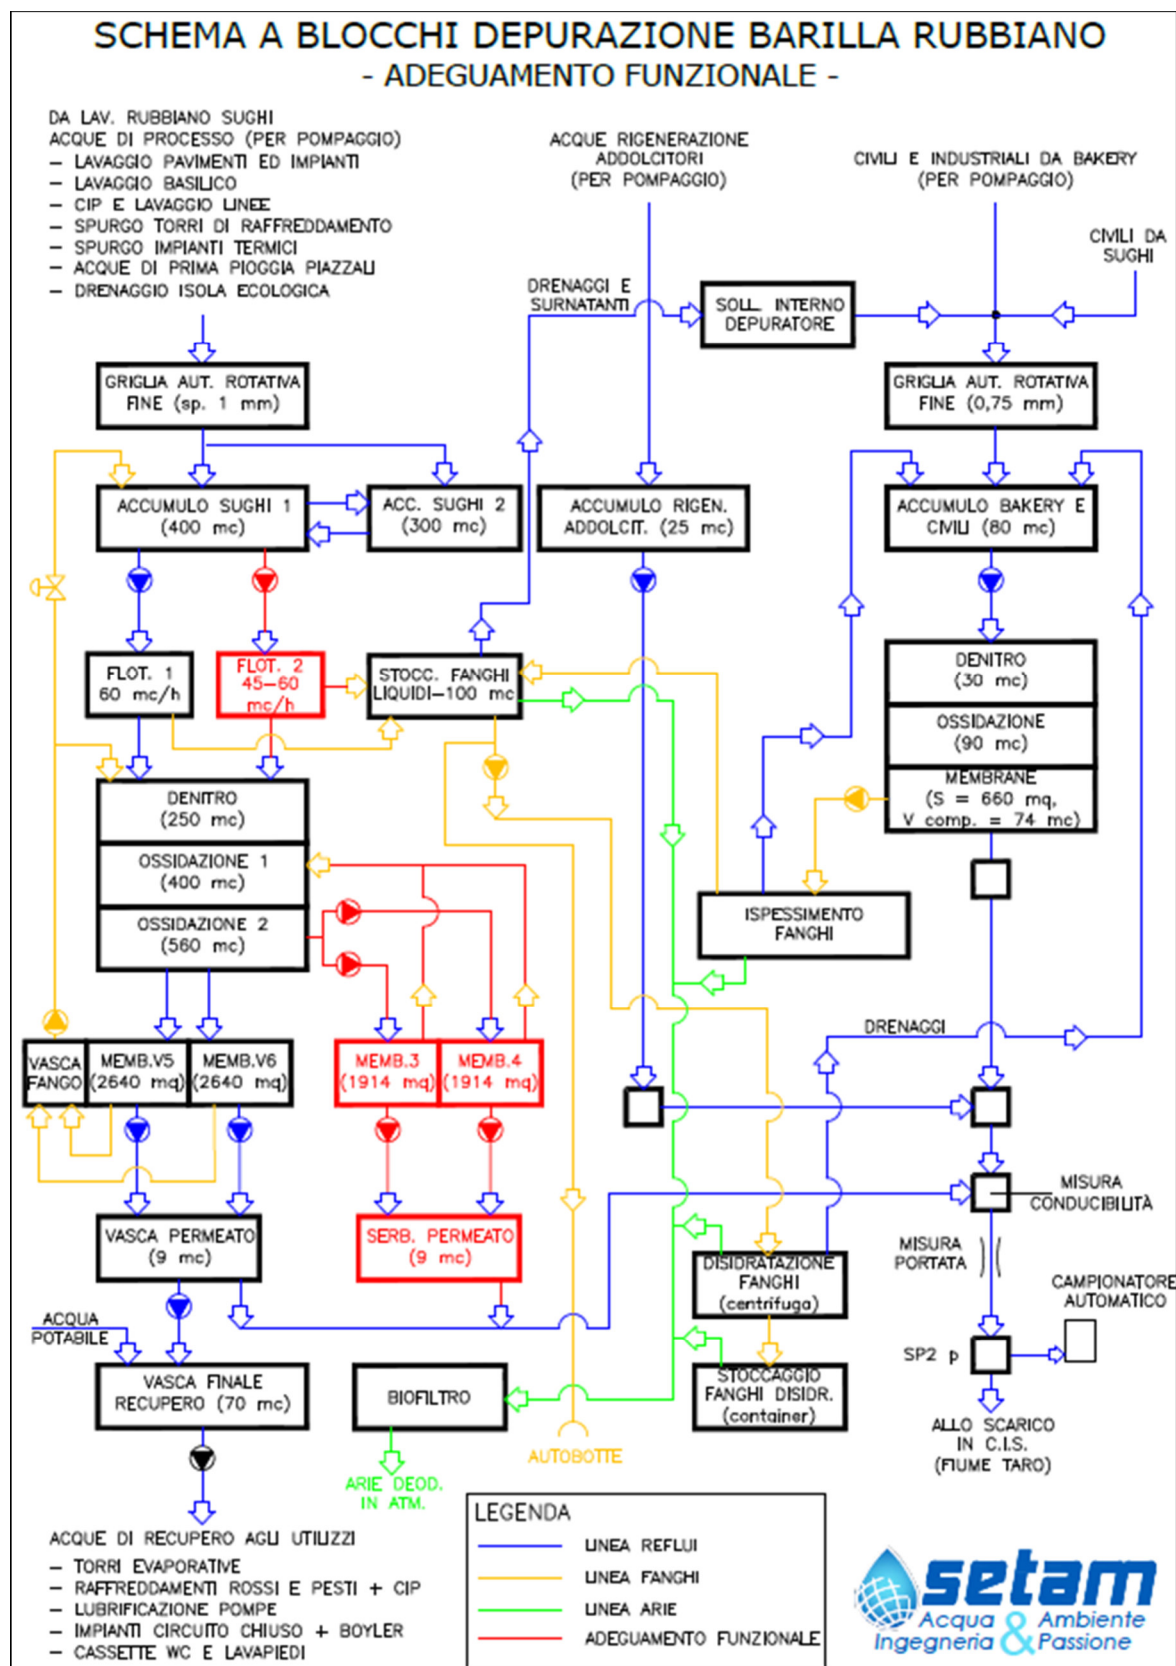 SCHEMA A BLOCCHI DEPURAZIONE BARILLA RUBBIANO
- ADEGUAMENTO FUNZIONALE -
DA LAV. RUBBIANO SUGHI
ACQUE DI PROCESSO (PER POMPAGGIO)
– LAVAGGIO PAVIMENTI ED IMPIANTI
– LAVAGGIO BASILICO
– CIP E LAVAGGIO LINEE
– SPURGO TORRI DI RAFFREDDAMENTO
– SPURGO IMPIANTI TERMICI
– ACQUE DI PRIMA PIOGGIA PIAZZALI
– DRENAGGIO ISOLA ECOLOGICA
ACQUE RIGENERAZIONE
ADDOLCITORI
(PER POMPAGGIO)
CIVILI E INDUSTRIALI DA BAKERY
(PER POMPAGGIO)
CIVILI DA
SUGHI
DRENAGGI E
SURNATANTI
SOLL. INTERNO
DEPURATORE
GRIGLIA AUT. ROTATIVA
FINE (sp. 1 mm)
GRIGLIA AUT. ROTATIVA
FINE (0,75 mm)
ACCUMULO SUGHI 1
(400 mc)
ACC. SUGHI 2
(300 mc)
ACCUMULO RIGEN.
ADDOLCIT. (25 mc)
ACCUMULO BAKERY E
CIVILI (80 mc)
FLOT. 1
60 mc/h
FLOT. 2
45–60
mc/h
STOCC. FANGHI
LIQUIDI–100 mc
DENITRO
(30 mc)
OSSIDAZIONE
(90 mc)
MEMBRANE
(S = 660 mq,
V comp. = 74 mc)
DENITRO
(250 mc)
OSSIDAZIONE 1
(400 mc)
OSSIDAZIONE 2
(560 mc)
ISPESSIMENTO
FANGHI
DRENAGGI
VASCA
FANGO
MEMB.V5
(2640 mq)
MEMB.V6
(2640 mq)
MEMB.3
(1914 mq)
MEMB.4
(1914 mq)
MISURA
CONDUCIBILITÀ
VASCA PERMEATO
(9 mc)
SERB. PERMEATO
(9 mc)
MISURA
PORTATA
DISIDRATAZIONE
FANGHI
(centrifuga)
CAMPIONATORE
AUTOMATICO
ACQUA
POTABILE
SP2 p
VASCA FINALE
RECUPERO (70 mc)
BIOFILTRO
STOCCAGGIO
FANGHI DISIDR.
(container)
ALLO SCARICO
IN C.I.S.
(FIUME TARO)
AUTOBOTTE
ARIE DEOD.
IN ATM.
ACQUE DI RECUPERO AGLI UTILIZZI
– TORRI EVAPORATIVE
– RAFFREDDAMENTI ROSSI E PESTI + CIP
– LUBRIFICAZIONE POMPE
– IMPIANTI CIRCUITO CHIUSO + BOYLER
– CASSETTE WC E LAVAPIEDI
LEGENDA
LINEA REFLUI
LINEA FANGHI
LINEA ARIE
ADEGUAMENTO FUNZIONALE
setam
Acqua & Ambiente
Ingegneria & Passione